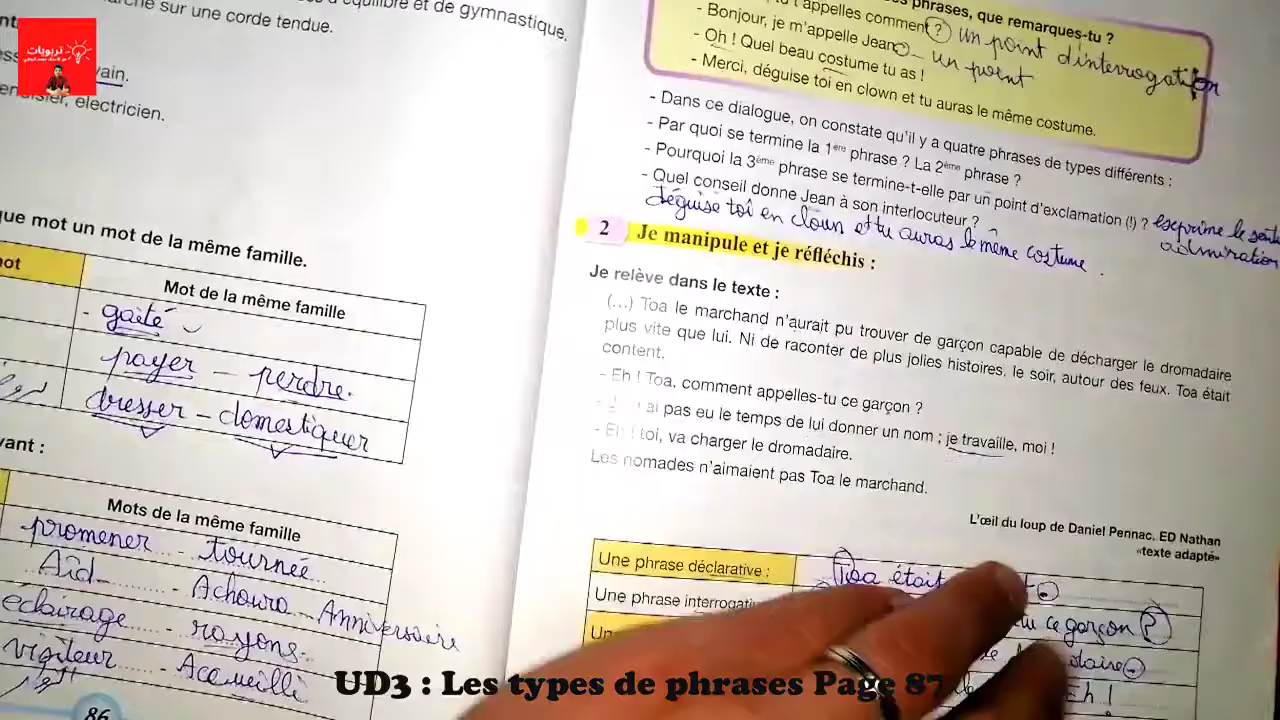 تربويات
d'équilibre et de gymnastique.
sur une corde tendue.
vain.
electricien.
que mot un mot de la même famille.
Mot de la même famille
- gaité
payer - perdre.
dresser - domestiquer
vant :
Mots de la même famille
promener - tournée
Aïd - Achoura - Anniversaire
éclairage - rayons
visiteur - Accueilli
86
phrases, que remarques-tu ?
t'appelles comment ? un point d'interrogation
- Bonjour, je m'appelle Jean. un point
- Oh ! Quel beau costume tu as !
- Merci, déguise toi en clown et tu auras le même costume.
- Dans ce dialogue, on constate qu'il y a quatre phrases de types différents :
- Par quoi se termine la 1ère phrase ? La 2ème phrase ?
- Pourquoi la 3ème phrase se termine-t-elle par un point d'exclamation (!) ? esexprime le
admiration
- Quel conseil donne Jean à son interlocuteur ?
déguise toi en cloun et tu auras le même costume .
2 Je manipule et je réfléchis :
Je relève dans le texte :
(...) Toa le marchand n'aurait pu trouver de garçon capable de décharger le dromadaire
plus vite que lui. Ni de raconter de plus jolies histoires, le soir, autour des feux. Toa était
content.
- Eh ! Toa, comment appelles-tu ce garçon ?
ai pas eu le temps de lui donner un nom ; je travaille, moi !
- Eh ! toi, va charger le dromadaire.
Les nomades n'aimaient pas Toa le marchand.
L'œil du loup de Daniel Pennac. ED Nathan
«texte adapté»
Une phrase déclarative : Toa était
Une phrase tu ce garçon ?
Eh !
UD3 : Les types de phrases Page 87